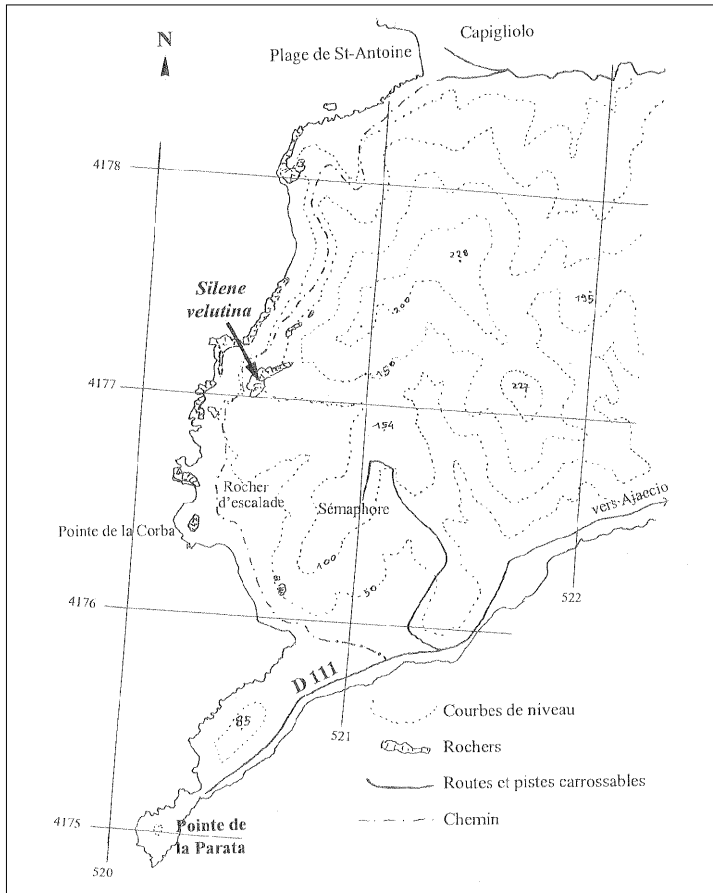 Capigliolo
N
Plage de St-Antoine
4178
228
Silene
velutina
195
200
150
4177
227
154
Rocher
d'escalade
Sémaphore
vers Ajaccio
Pointe de la Corba
100
50
522
4176
D 111
85
Courbes de niveau
521
Rochers
Routes et pistes carrossables
4175
Pointe de
la Parata
Chemin
520